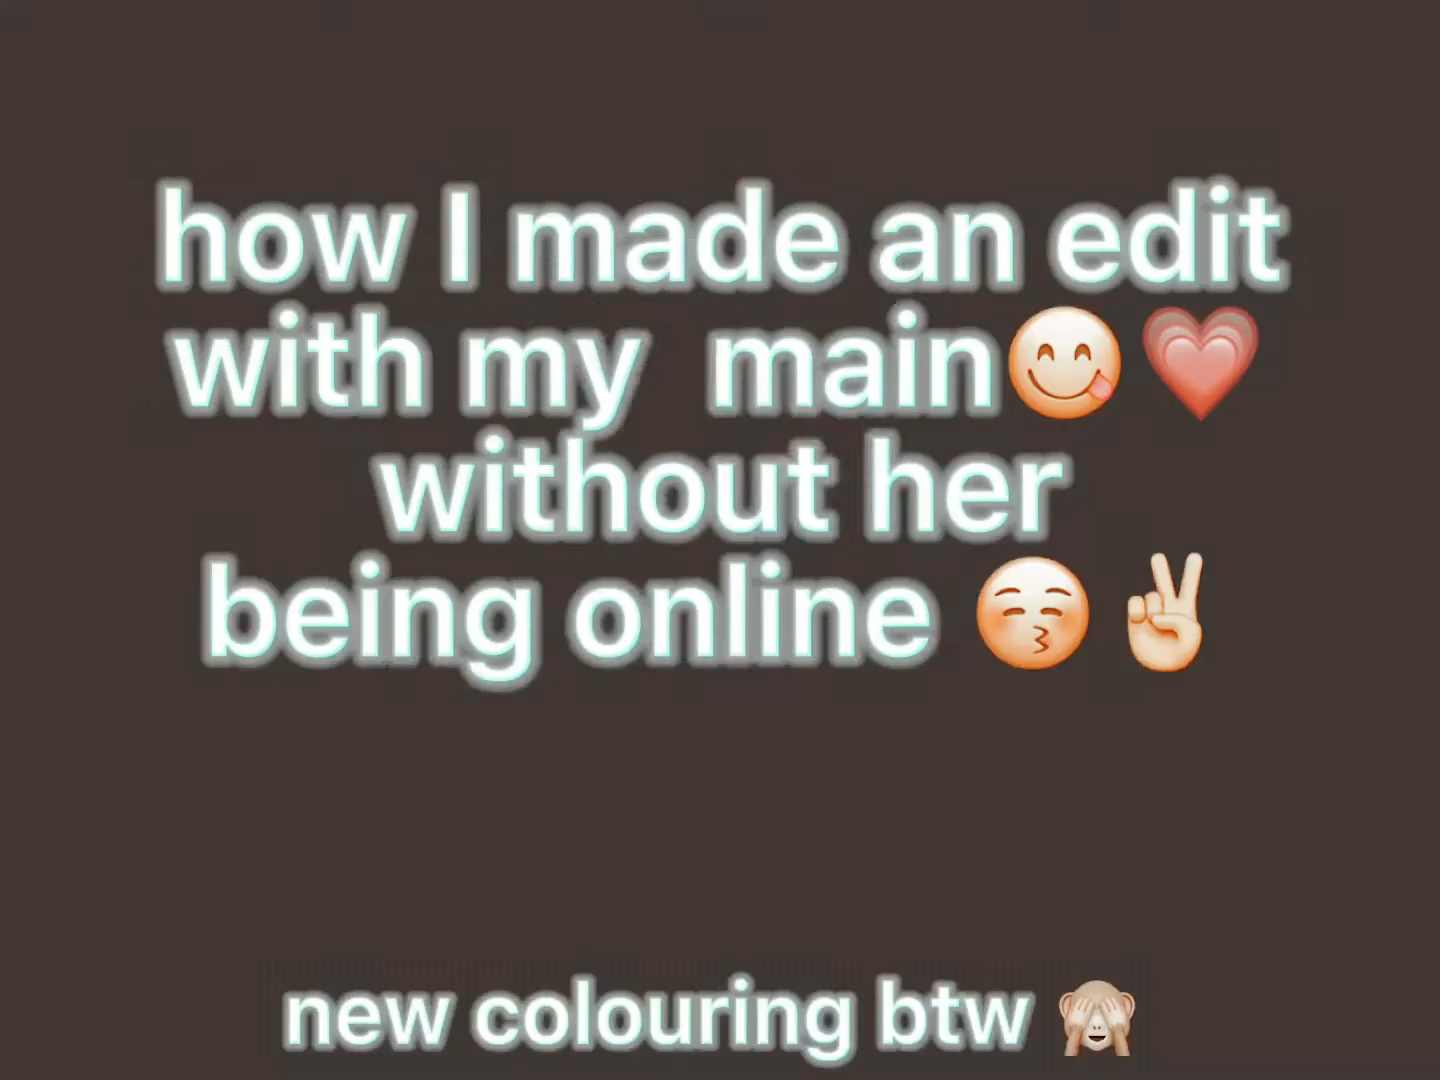 how I made an edit
with my  main😋💗
without her
being online 😚✌🏻
new colouring btw 🙈